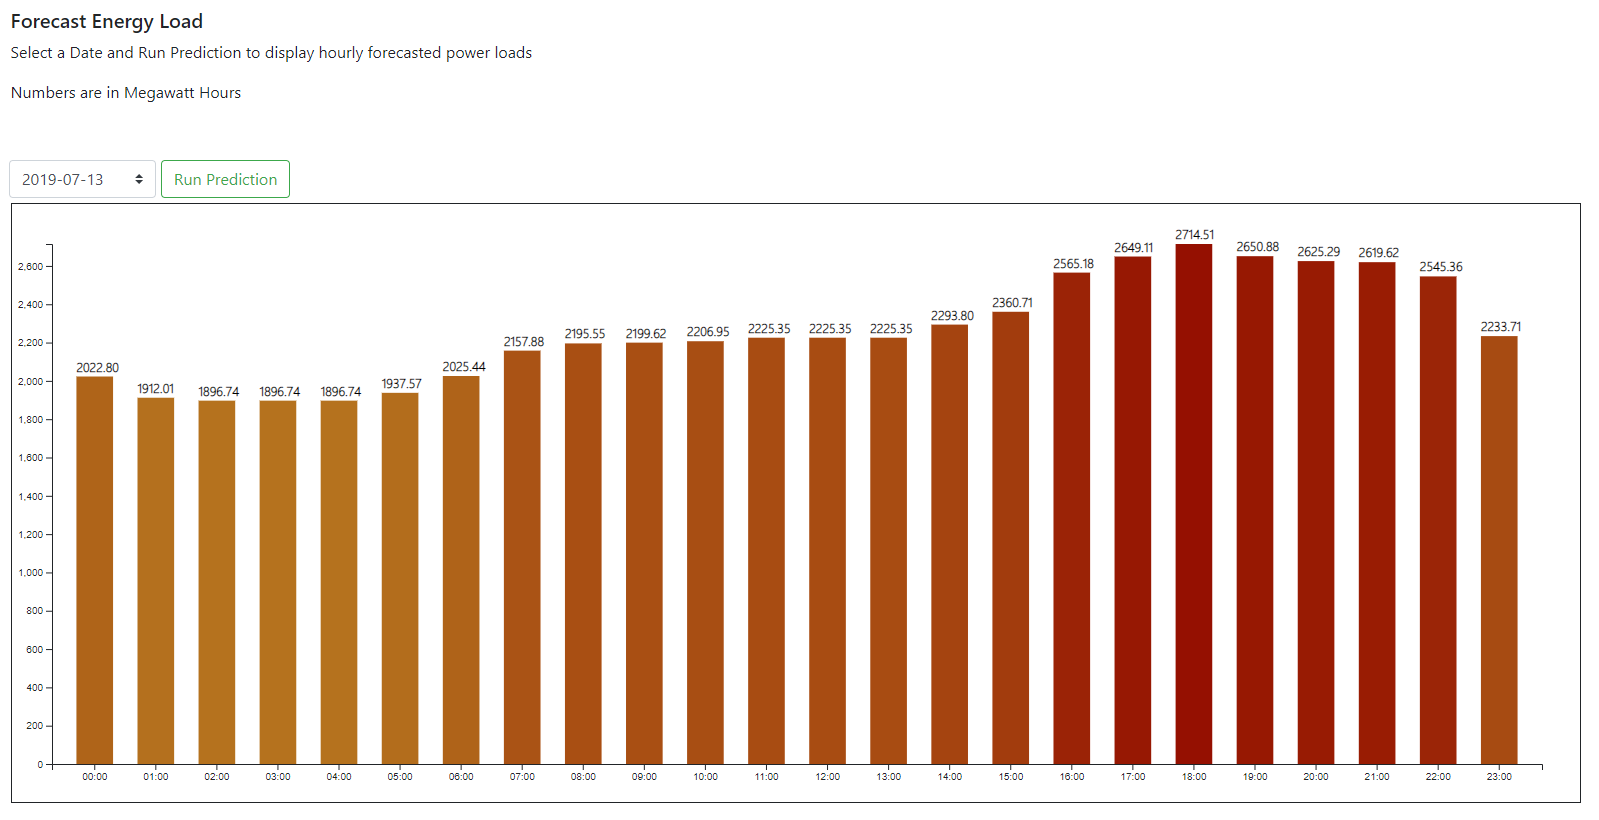 Forecast Energy Load
Select a Date and Run Prediction to display hourly forecasted power loads
Numbers are in Megawatt Hours
2019-07-13 Run Prediction
2714.51
2649.11 2650.88 2625.29 2619.62
2565.18 2545.36
2360.71
2293.80
2157.88 2195.55 2199.62 2206.95 2225.35 2225.35 2225.35 2233.71
2022.80 2025.44
1912.01 1896.74 1896.74 1896.74 1937.57
2,600
2,400
2,200
2,000
1,800
1,600
1,400
1,200
1,000
800
600
400
200
0
00:00 01:00 02:00 03:00 04:00 05:00 06:00 07:00 08:00 09:00 10:00 11:00 12:00 13:00 14:00 15:00 16:00 17:00 18:00 19:00 20:00 21:00 22:00 23:00